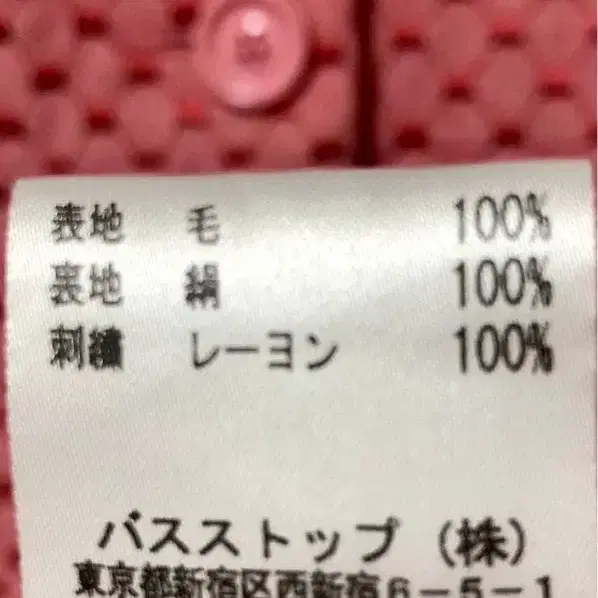 表地 毛 100%
裏地 絹 100%
刺繍 レーヨン 100%
バスストップ(株)
東京都新宿区西新宿6-5-1